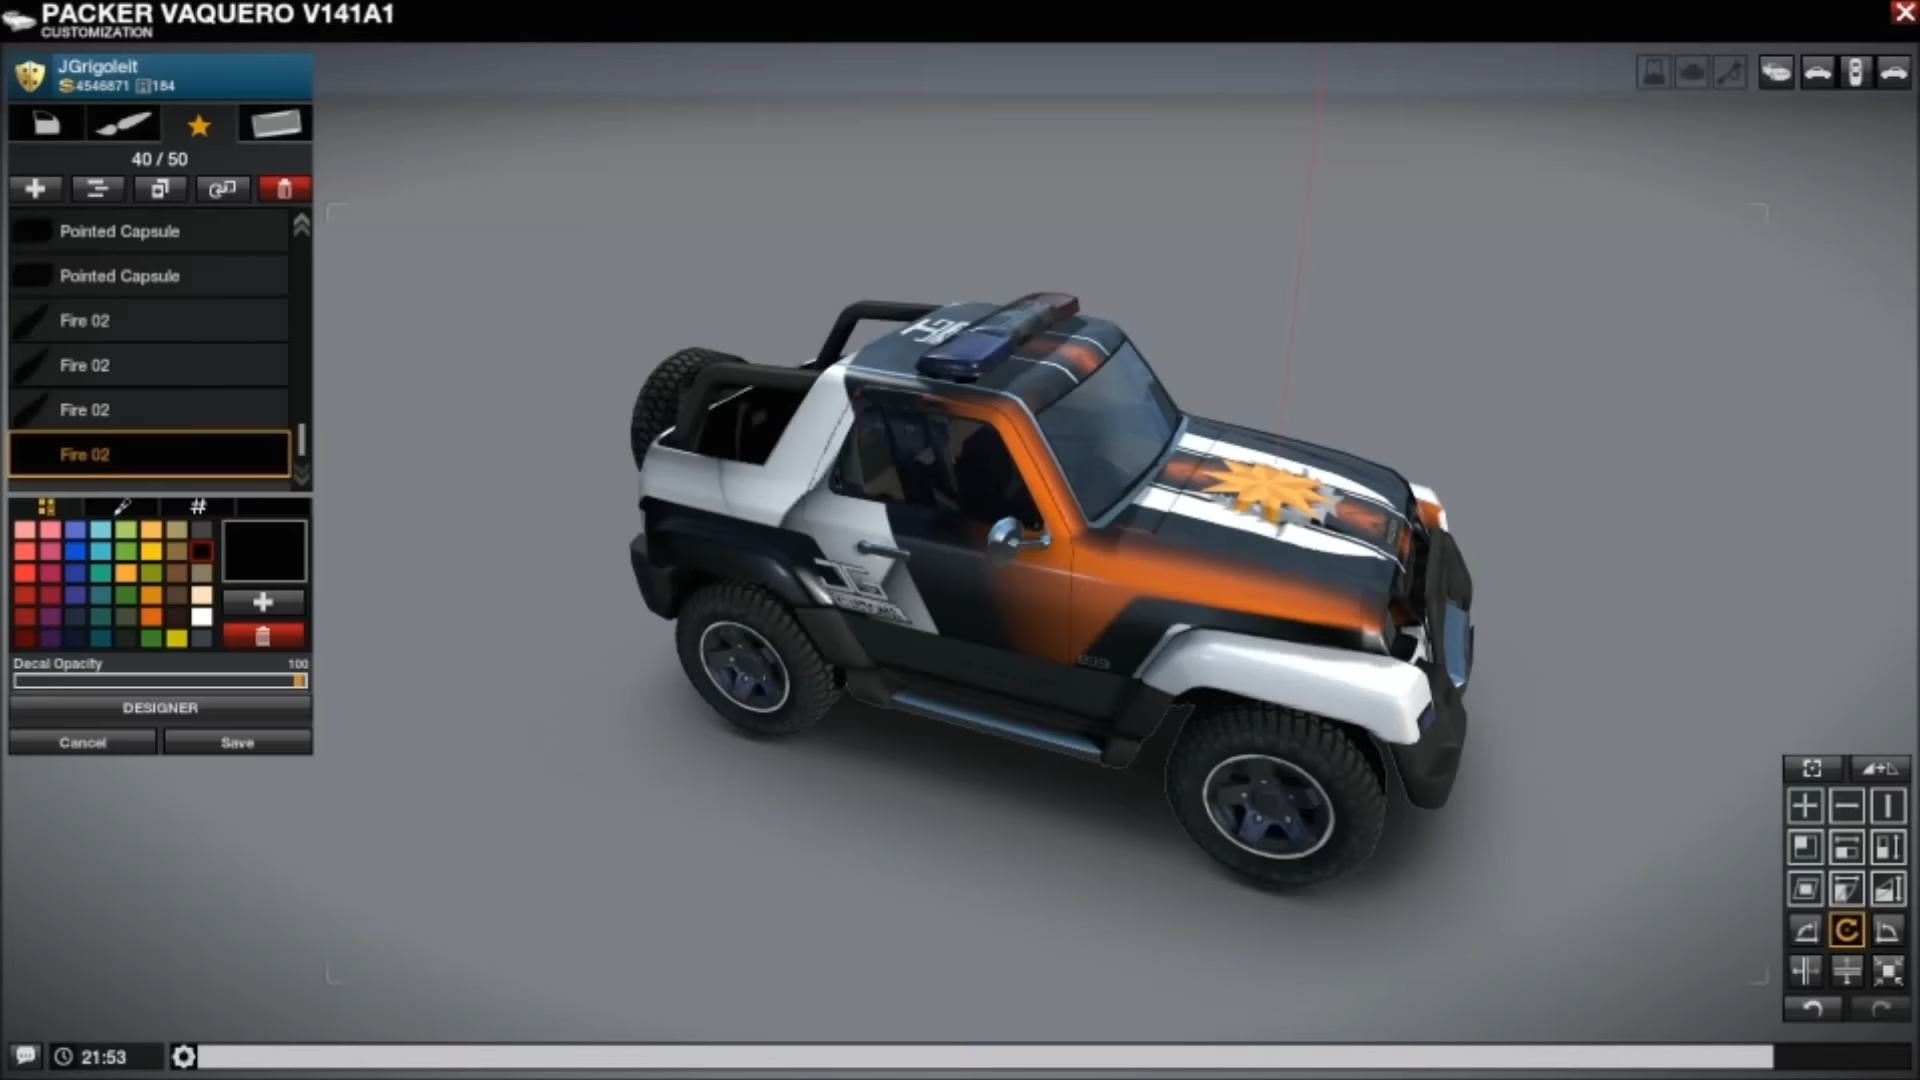 PACKER VAQUERO V141A1
CUSTOMIZATION
JGrigoleit
$4546871 184
40 / 50
Pointed Capsule
Pointed Capsule
Fire 02
Fire 02
Fire 02
Fire 02
#
Decal Opacity 100
DESIGNER
Cancel Save
JG
21:53